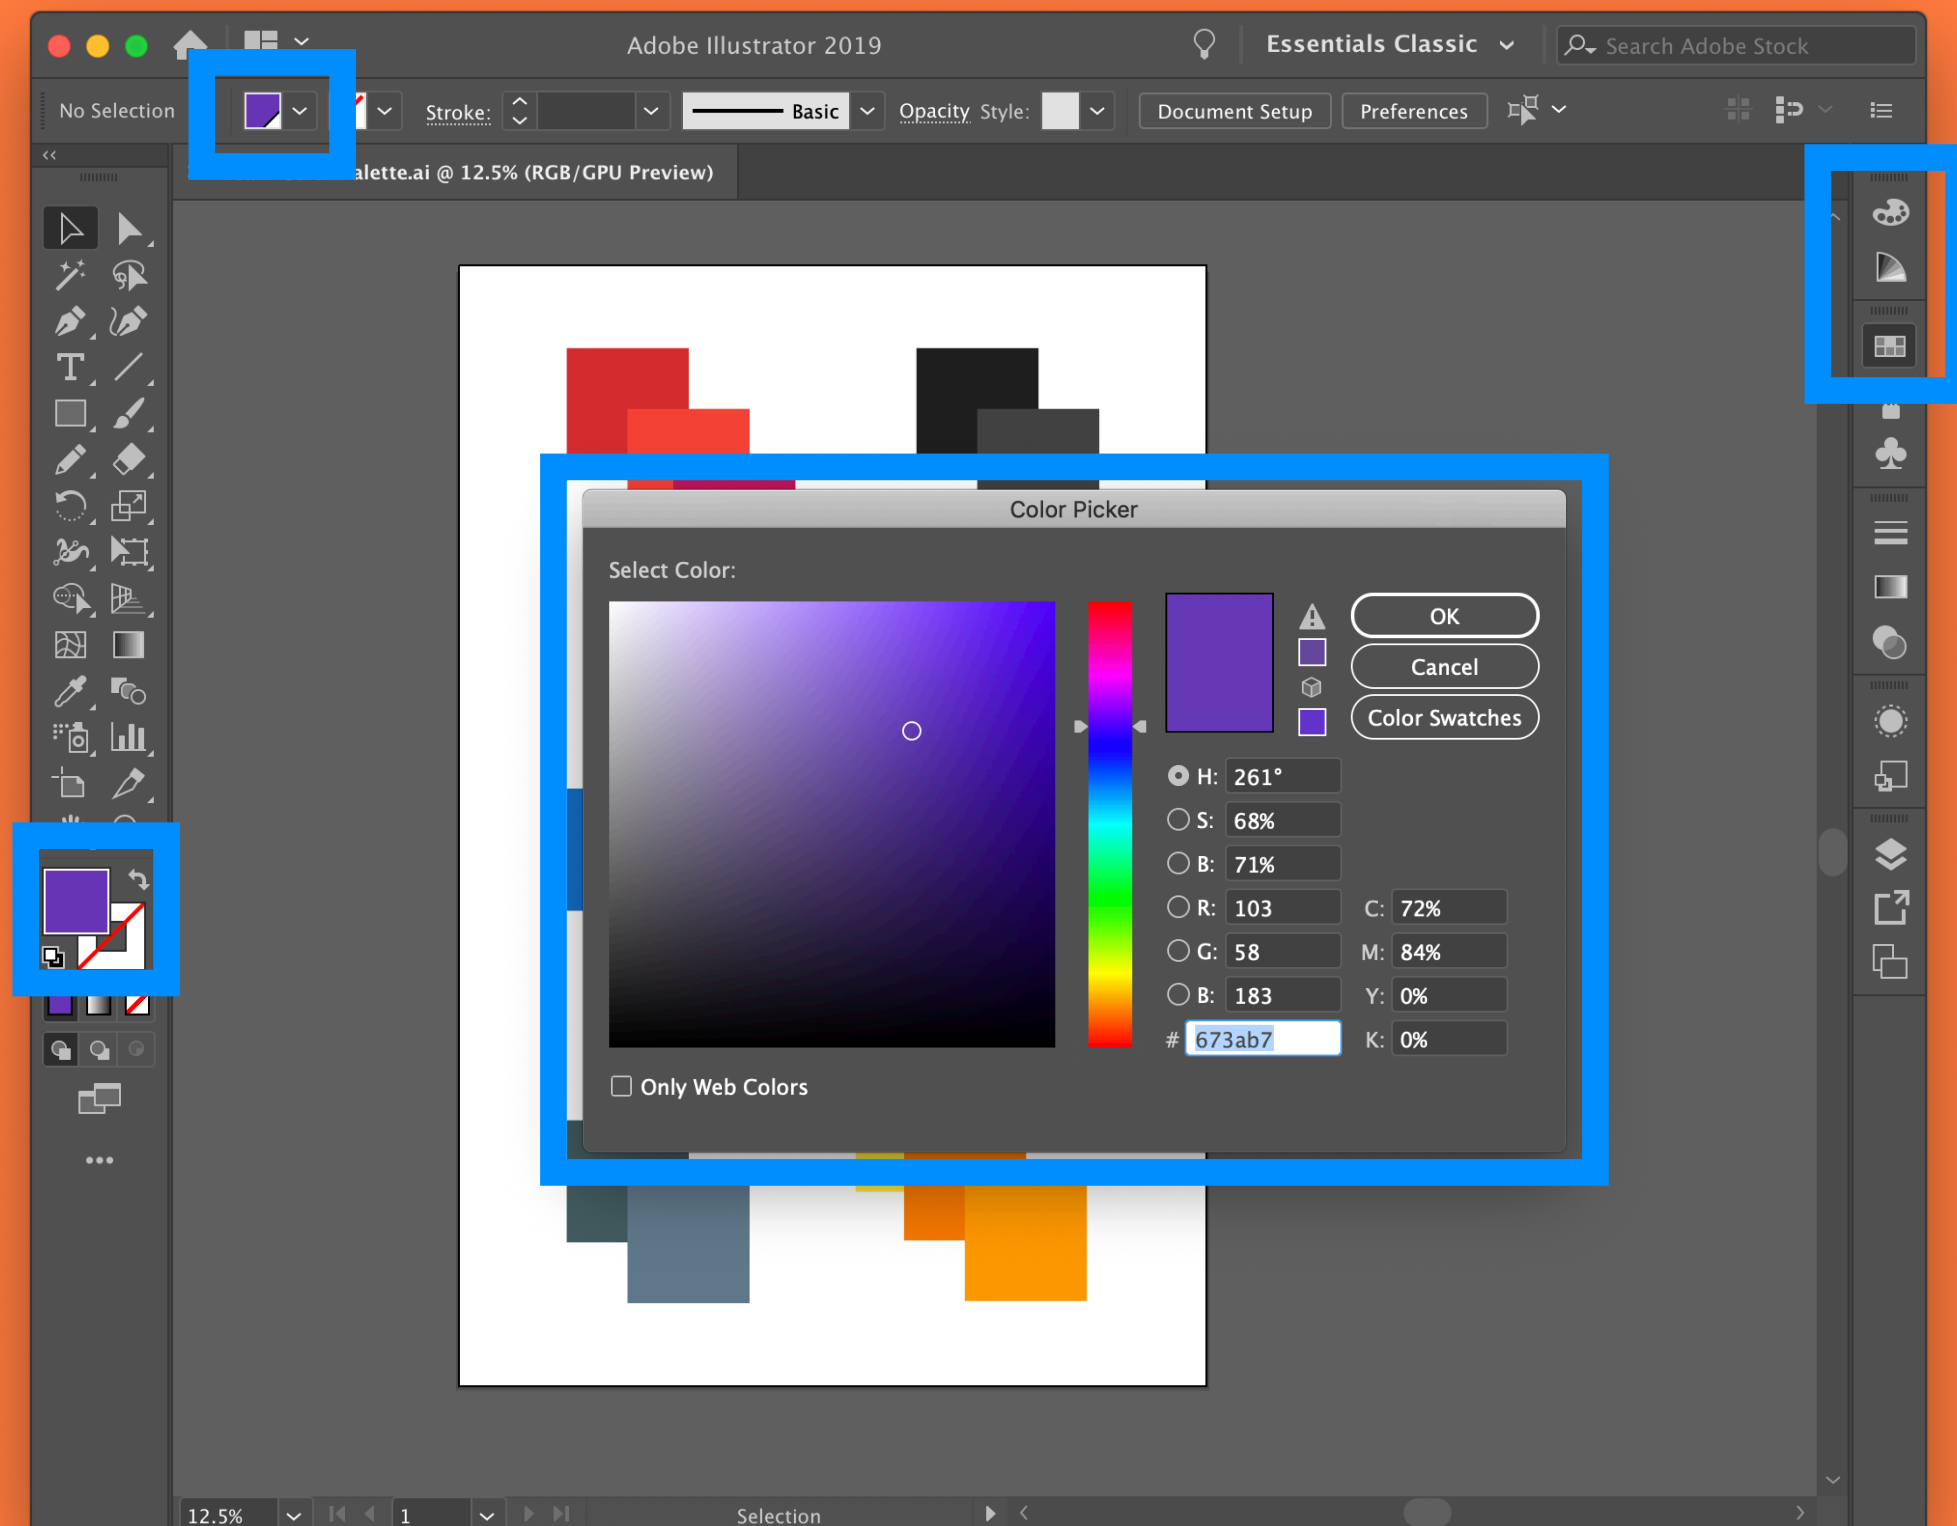 Adobe Illustrator 2019
Essentials Classic
Search Adobe Stock
No Selection
Stroke:
Basic
Opacity
Style:
Document Setup
Preferences
alette.ai @ 12.5% (RGB/GPU Preview)
Color Picker
Select Color:
OK
Cancel
Color Swatches
H: 261°
S: 68%
B: 71%
R: 103
C: 72%
G: 58
M: 84%
B: 183
Y: 0%
# 673ab7
K: 0%
Only Web Colors
12.5%
1
Selection